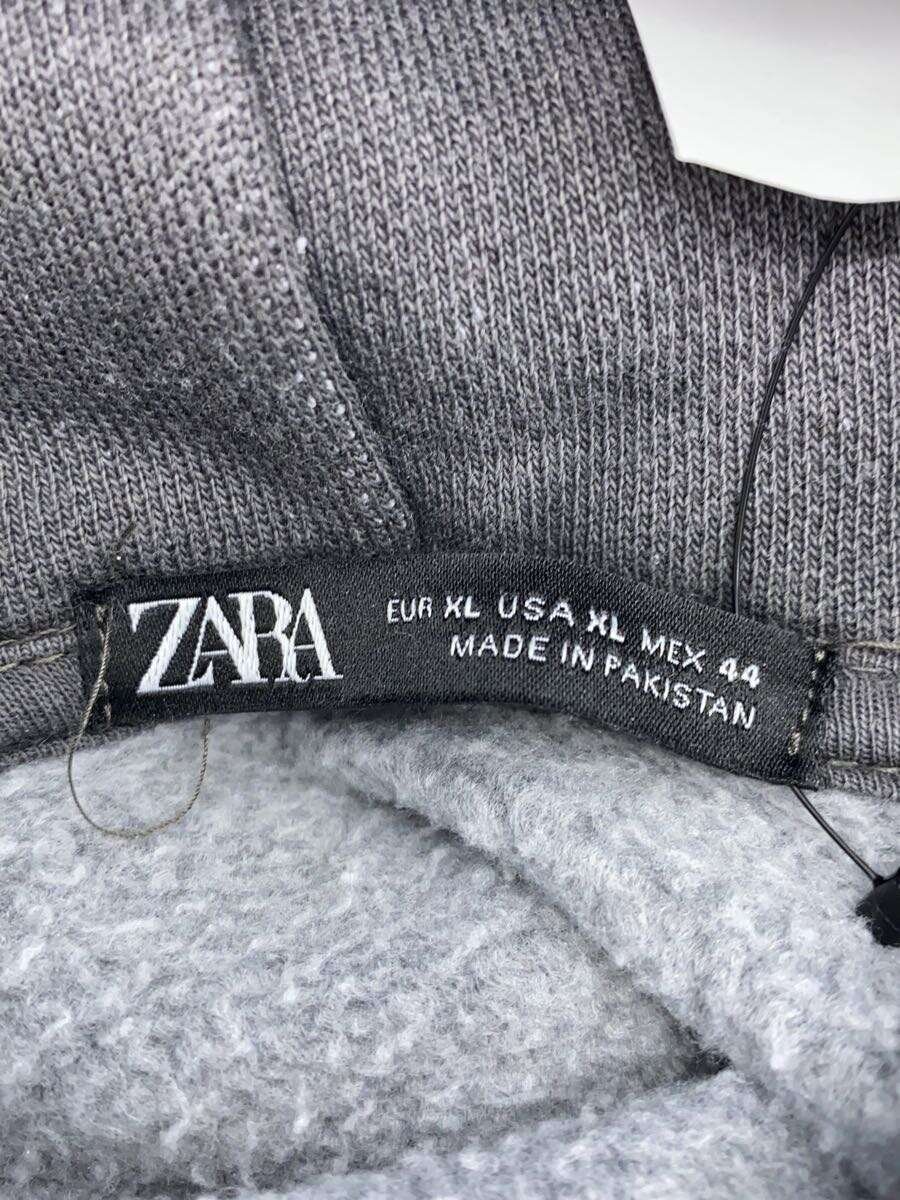 ZARA
EUR XL USA XL MEX 44
MADE IN PAKISTAN